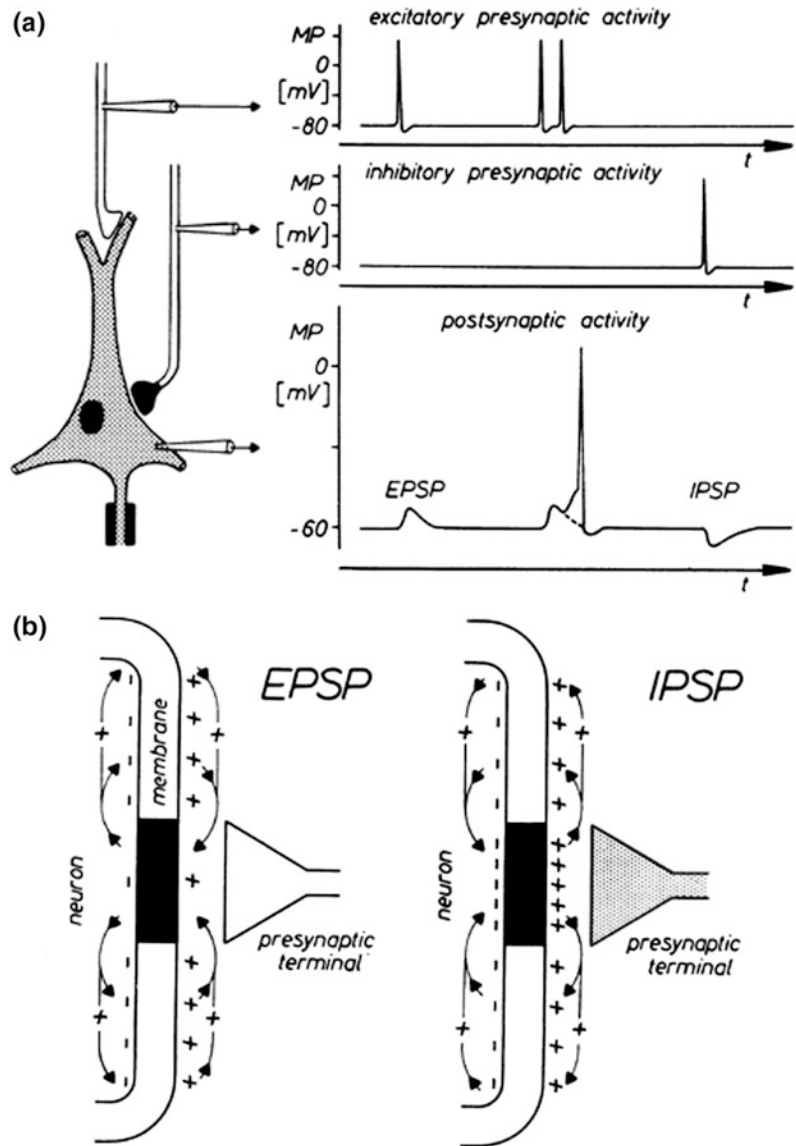 (a)
excitatory presynaptic activity
MP
0
[mV]
-80
t
inhibitory presynaptic activity
MP
0
[mV]
-80
t
postsynaptic activity
MP
0
[mV]
EPSP
IPSP
-60
t
(b)
EPSP
membrane
neuron
presynaptic
terminal
IPSP
neuron
presynaptic
terminal